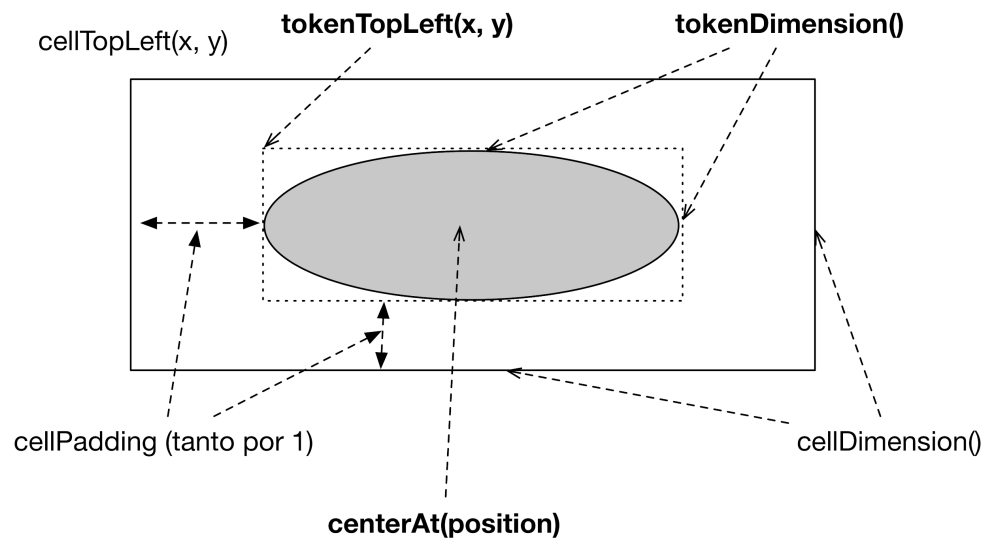 tokenTopLeft(x, y)
tokenDimension()
cellTopLeft(x, y)
cellPadding (tanto por 1)
cellDimension()
centerAt(position)